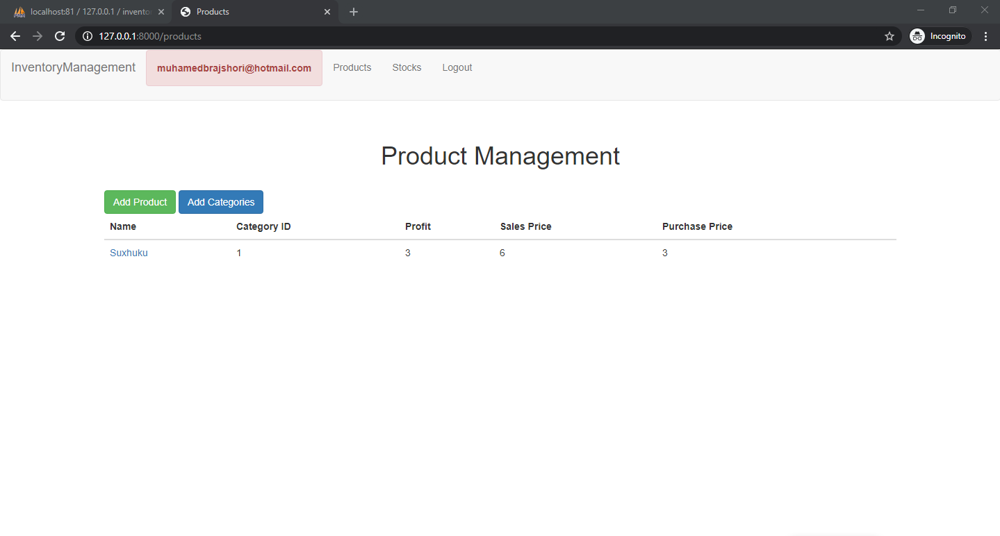 localhost:81 / 127.0.0.1 / invento
Products
127.0.0.1:8000/products
Incognito
InventoryManagement muhamedbrajshori@hotmail.com Products Stocks Logout
Product Management
Add Product Add Categories
Name Category ID Profit Sales Price Purchase Price
Suxhuku 1 3 6 3